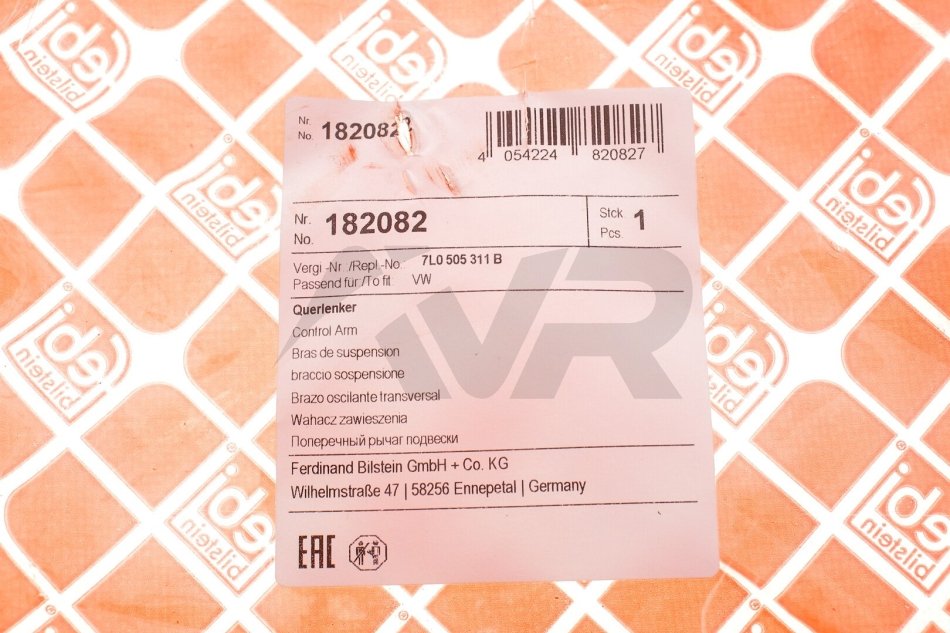 Nr.
No. 182082
4 054224 820827
Nr.
No. 182082
Stck.
Pcs. 1
Vergl.-Nr. /Repl.-No.: 7L0 505 311 B
Passend für /To fit: VW
Querlenker
Control Arm
Bras de suspension
braccio sospensione
Brazo oscilante transversal
Wahacz zawieszenia
Поперечный рычаг подвески
Ferdinand Bilstein GmbH + Co. KG
Wilhelmstraße 47 | 58256 Ennepetal | Germany
EAC
AVR
febi
bilstein